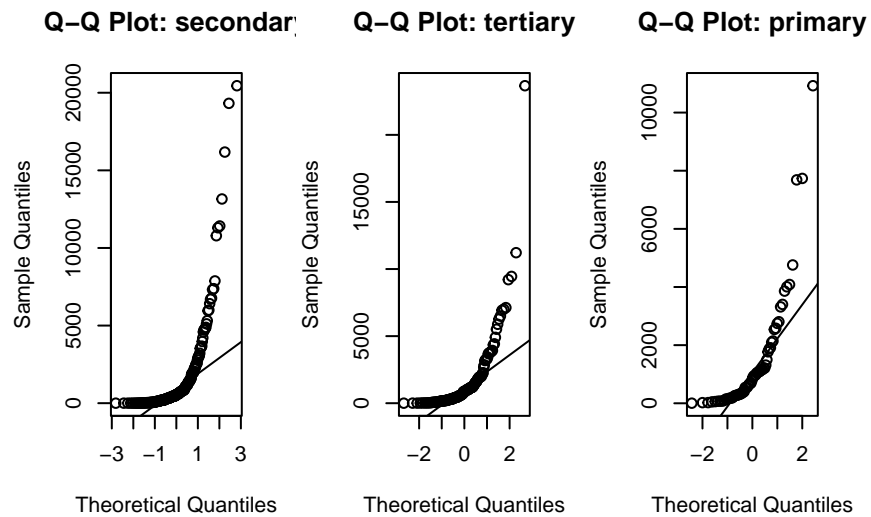 Q−Q Plot: secondary
Sample Quantiles
20000
15000
10000
5000
0
−3
−1
1
3
Theoretical Quantiles
Q−Q Plot: tertiary
Sample Quantiles
15000
5000
0
−2
0
2
Theoretical Quantiles
Q−Q Plot: primary
Sample Quantiles
10000
6000
2000
0
−2
0
2
Theoretical Quantiles